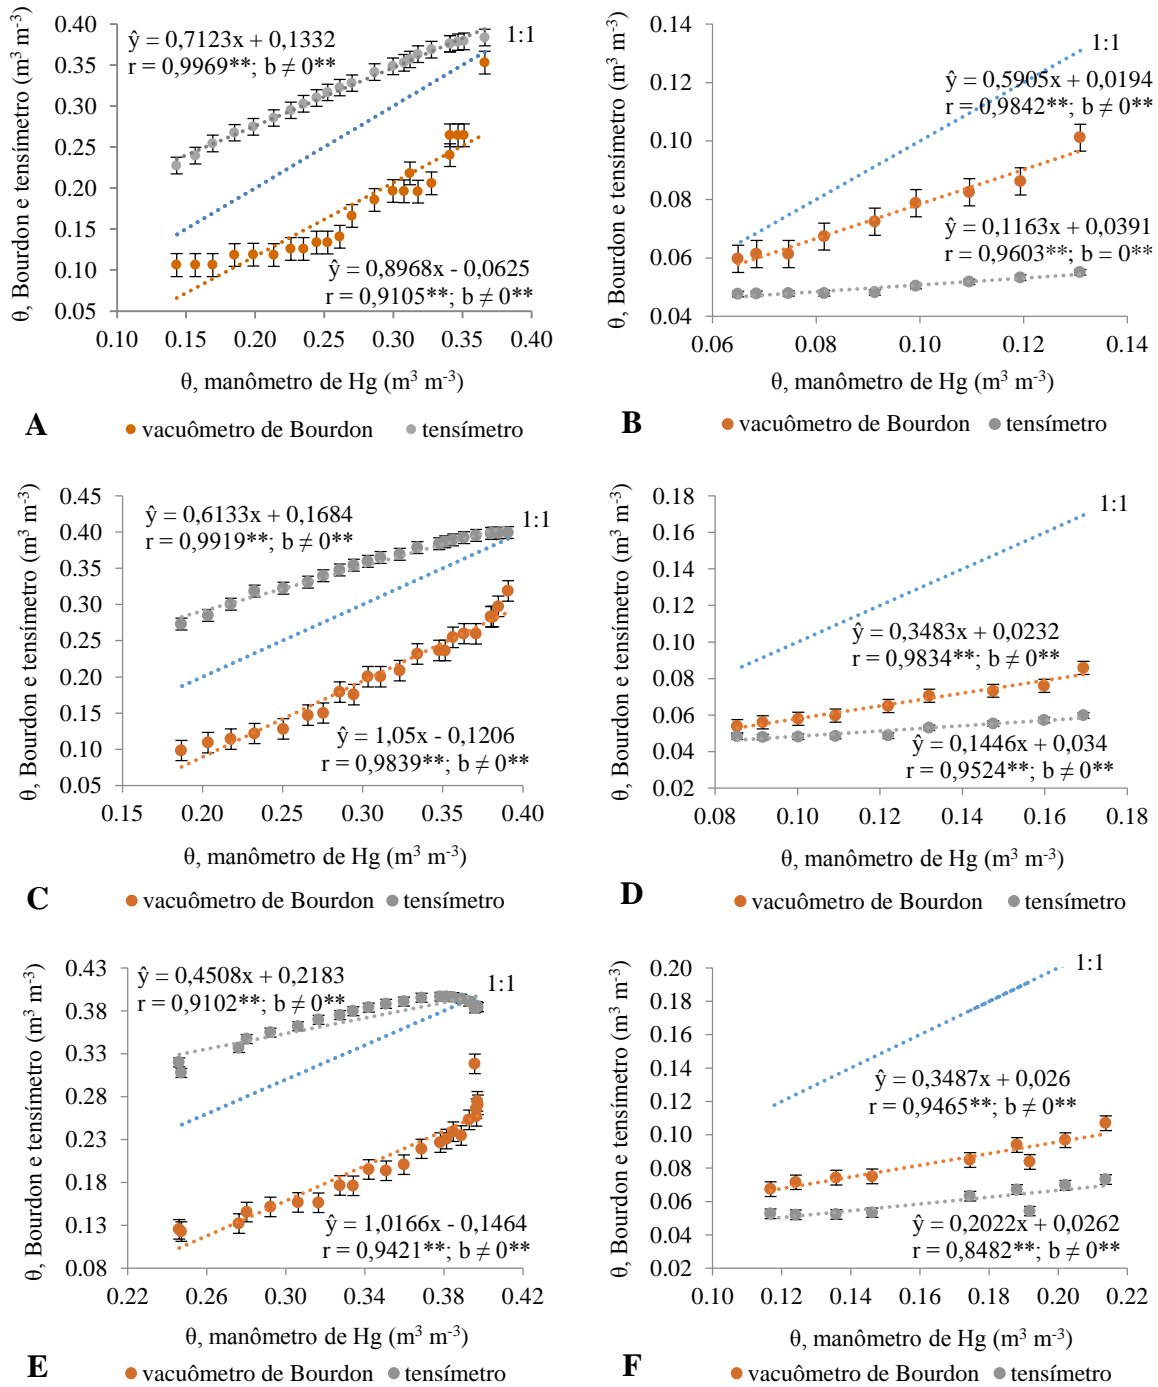 θ, Bourdon e tensímetro (m³ m⁻³)
0.40
0.35
0.30
0.25
0.20
0.15
0.10
0.05
ŷ = 0,7123x + 0,1332
r = 0,9969**; b ≠ 0**
1:1
ŷ = 0,8968x - 0,0625
r = 0,9105**; b ≠ 0**
0.10 0.15 0.20 0.25 0.30 0.35 0.40
θ, manômetro de Hg (m³ m⁻³)
A
vacuômetro de Bourdon tensímetro
θ, Bourdon e tensímetro (m³ m⁻³)
0.14
0.12
0.10
0.08
0.06
0.04
1:1
ŷ = 0,5905x + 0,0194
r = 0,9842**; b ≠ 0**
ŷ = 0,1163x + 0,0391
r = 0,9603**; b = 0**
0.06 0.08 0.10 0.12 0.14
θ, manômetro de Hg (m³ m⁻³)
B
vacuômetro de Bourdon tensímetro
θ, Bourdon e tensímetro (m³ m⁻³)
0.45
0.40
0.35
0.30
0.25
0.20
0.15
0.10
0.05
ŷ = 0,6133x + 0,1684
r = 0,9919**; b ≠ 0**
1:1
ŷ = 1,05x - 0,1206
r = 0,9839**; b ≠ 0**
0.15 0.20 0.25 0.30 0.35 0.40
θ, manômetro de Hg (m³ m⁻³)
C
vacuômetro de Bourdon tensímetro
θ, Bourdon e tensímetro (m³ m⁻³)
0.18
0.16
0.14
0.12
0.10
0.08
0.06
0.04
0.02
1:1
ŷ = 0,3483x + 0,0232
r = 0,9834**; b ≠ 0**
ŷ = 0,1446x + 0,034
r = 0,9524**; b ≠ 0**
0.08 0.10 0.12 0.14 0.16 0.18
θ, manômetro de Hg (m³ m⁻³)
D
vacuômetro de Bourdon tensímetro
θ, Bourdon e tensímetro (m³ m⁻³)
0.43
0.38
0.33
0.28
0.23
0.18
0.13
0.08
ŷ = 0,4508x + 0,2183
r = 0,9102**; b ≠ 0**
1:1
ŷ = 1,0166x - 0,1464
r = 0,9421**; b ≠ 0**
0.22 0.26 0.30 0.34 0.38 0.42
θ, manômetro de Hg (m³ m⁻³)
E
vacuômetro de Bourdon tensímetro
θ, Bourdon e tensímetro (m³ m⁻³)
0.20
0.18
0.16
0.14
0.12
0.10
0.08
0.06
0.04
0.02
1:1
ŷ = 0,3487x + 0,026
r = 0,9465**; b ≠ 0**
ŷ = 0,2022x + 0,0262
r = 0,8482**; b ≠ 0**
0.10 0.12 0.14 0.16 0.18 0.20 0.22
θ, manômetro de Hg (m³ m⁻³)
F
vacuômetro de Bourdon tensímetro